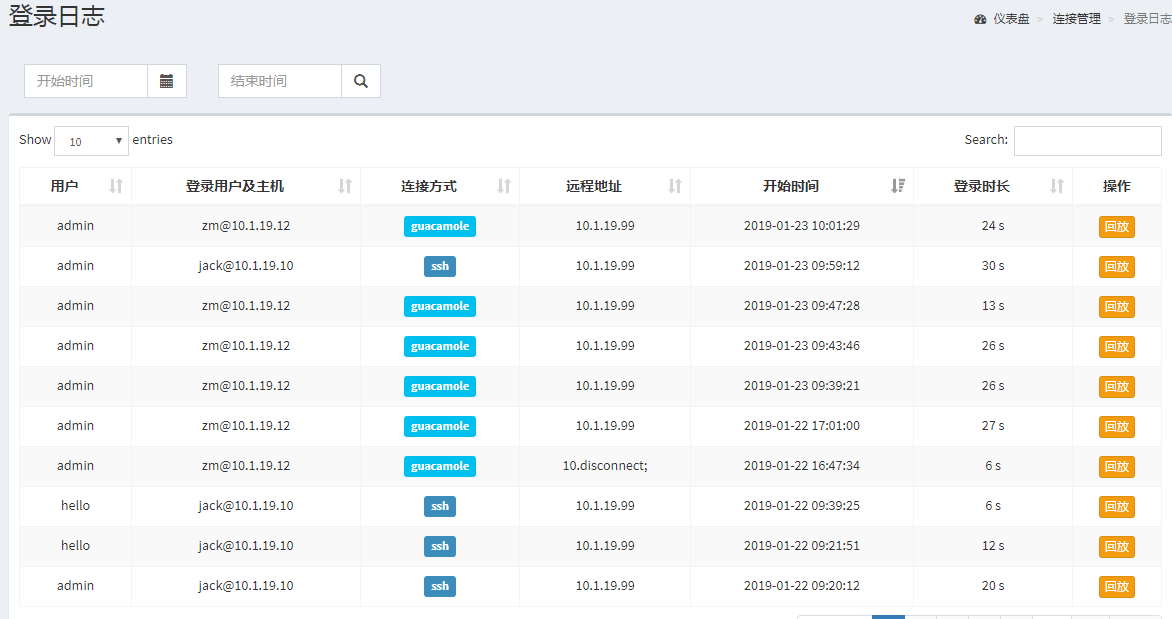 登录日志
仪表盘 > 连接管理 > 登录日志
开始时间 结束时间
Show 10 entries Search:
用户 登录用户及主机 连接方式 远程地址 开始时间 登录时长 操作
admin zm@10.1.19.12 guacamole 10.1.19.99 2019-01-23 10:01:29 24 s 回放
admin jack@10.1.19.10 ssh 10.1.19.99 2019-01-23 09:59:12 30 s 回放
admin zm@10.1.19.12 guacamole 10.1.19.99 2019-01-23 09:47:28 13 s 回放
admin zm@10.1.19.12 guacamole 10.1.19.99 2019-01-23 09:43:46 26 s 回放
admin zm@10.1.19.12 guacamole 10.1.19.99 2019-01-23 09:39:21 26 s 回放
admin zm@10.1.19.12 guacamole 10.1.19.99 2019-01-22 17:01:00 27 s 回放
admin zm@10.1.19.12 guacamole 10.disconnect; 2019-01-22 16:47:34 6 s 回放
hello jack@10.1.19.10 ssh 10.1.19.99 2019-01-22 09:39:25 6 s 回放
hello jack@10.1.19.10 ssh 10.1.19.99 2019-01-22 09:21:51 12 s 回放
admin jack@10.1.19.10 ssh 10.1.19.99 2019-01-22 09:20:12 20 s 回放